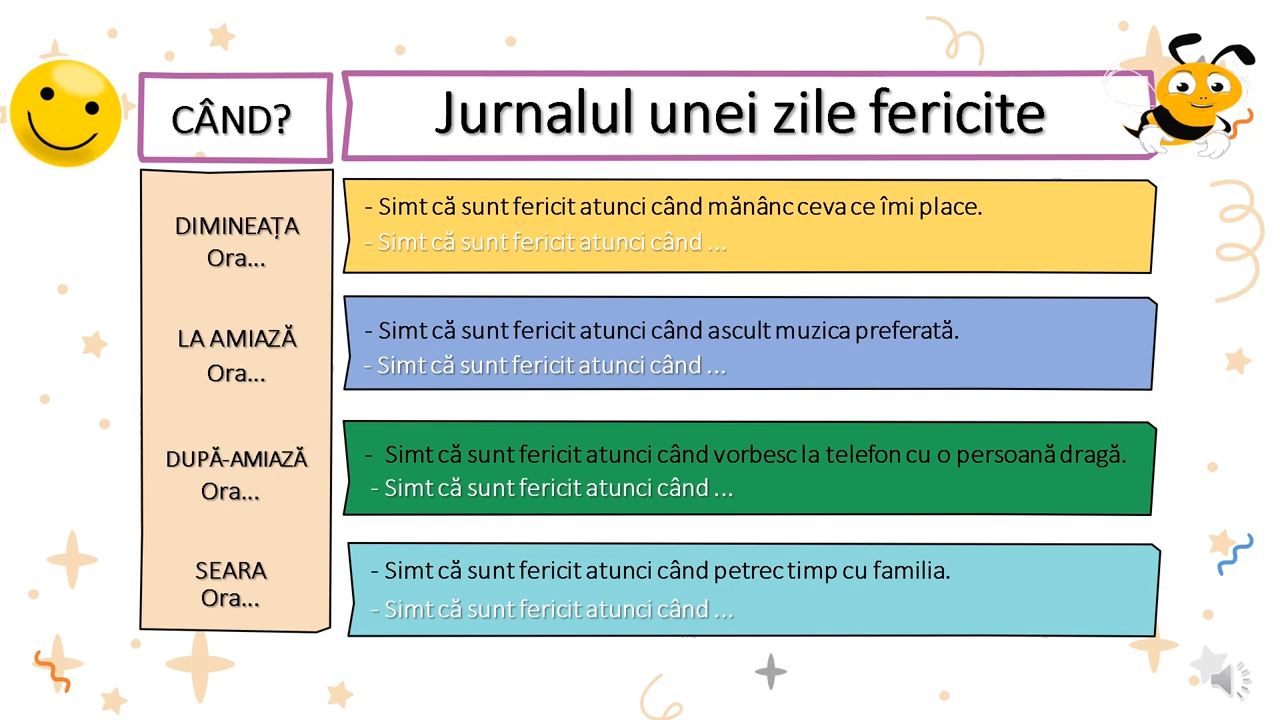 CÂND?
Jurnalul unei zile fericite
DIMINEAȚA
Ora...
- Simt că sunt fericit atunci când mănânc ceva ce îmi place.
- Simt că sunt fericit atunci când ...
LA AMIAZĂ
Ora...
- Simt că sunt fericit atunci când ascult muzica preferată.
- Simt că sunt fericit atunci când ...
DUPĂ-AMIAZĂ
Ora...
- Simt că sunt fericit atunci când vorbesc la telefon cu o persoană dragă.
- Simt că sunt fericit atunci când ...
SEARA
Ora...
- Simt că sunt fericit atunci când petrec timp cu familia.
- Simt că sunt fericit atunci când ...